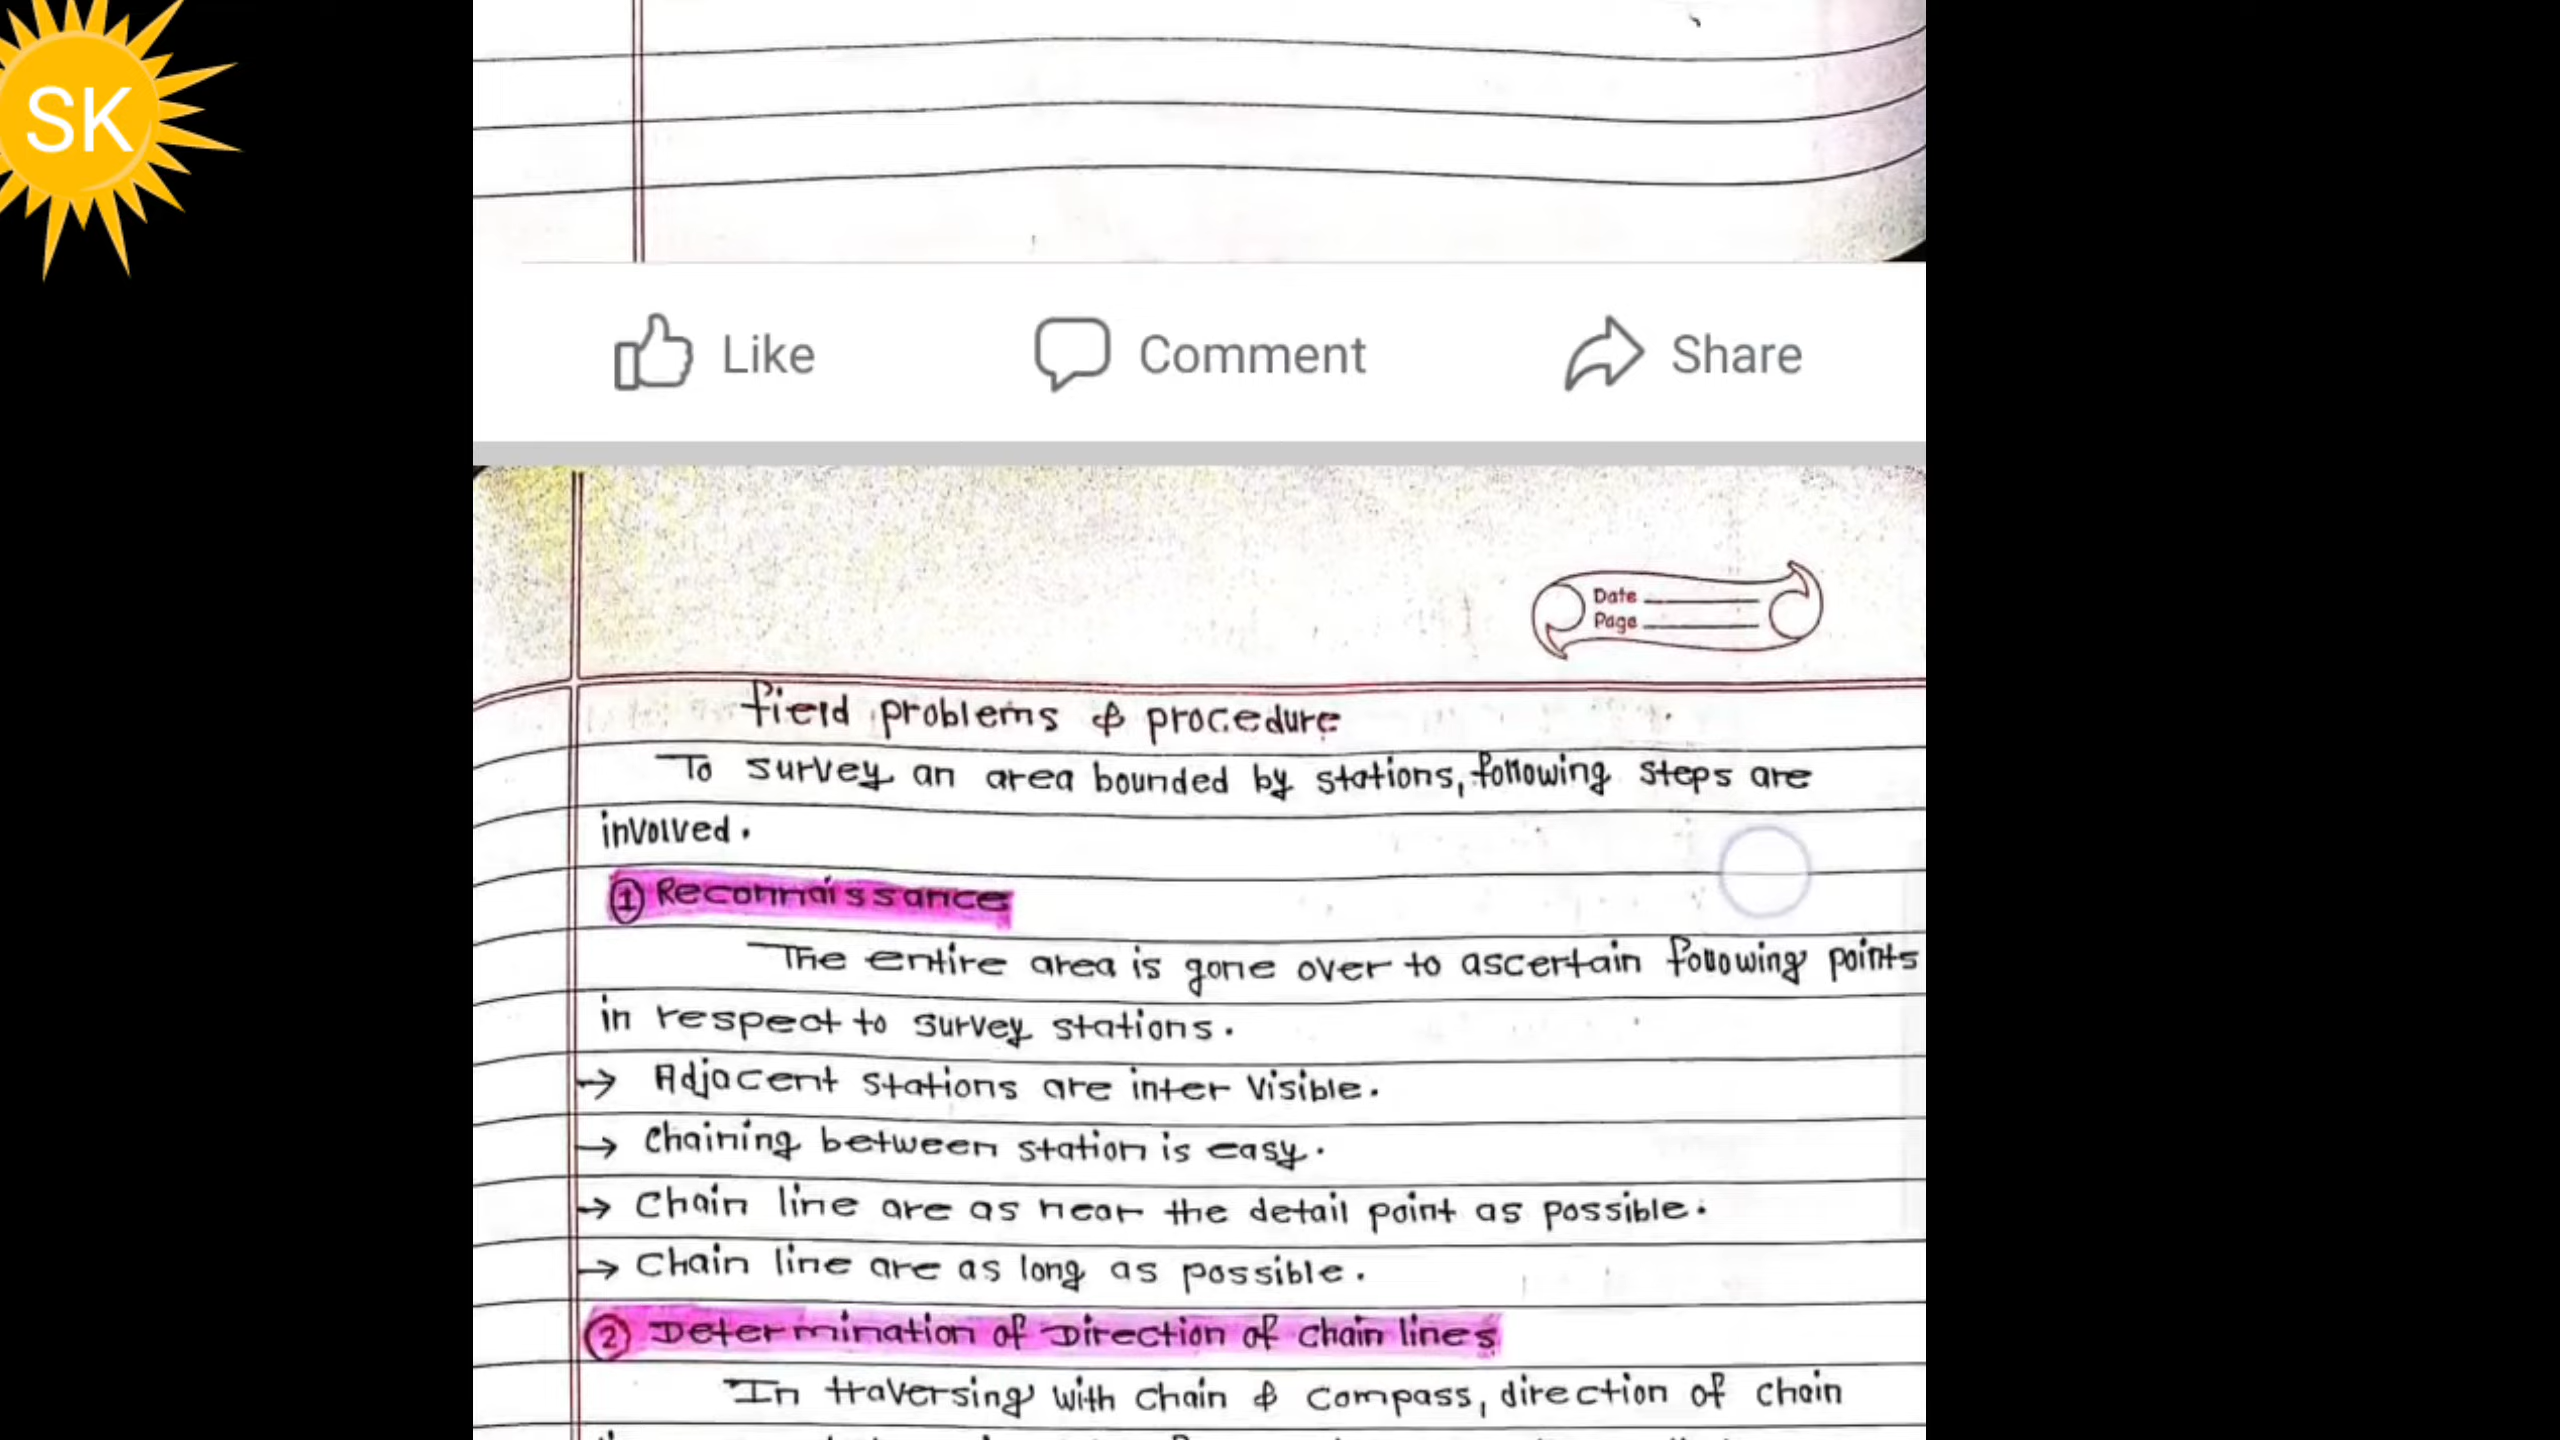 SK
Like
Comment
Share
Date
Page
field problems & procedure
To survey an area bounded by stations, following steps are
involved.
① Reconnaissance
The entire area is gone over to ascertain following points
in respect to survey stations.
→ Adjacent stations are inter Visible.
→ Chaining between station is easy.
→ Chain line are as near the detail point as possible.
→ Chain line are as long as possible.
② Determination of Direction of chain lines
In traversing with chain & compass, direction of chain